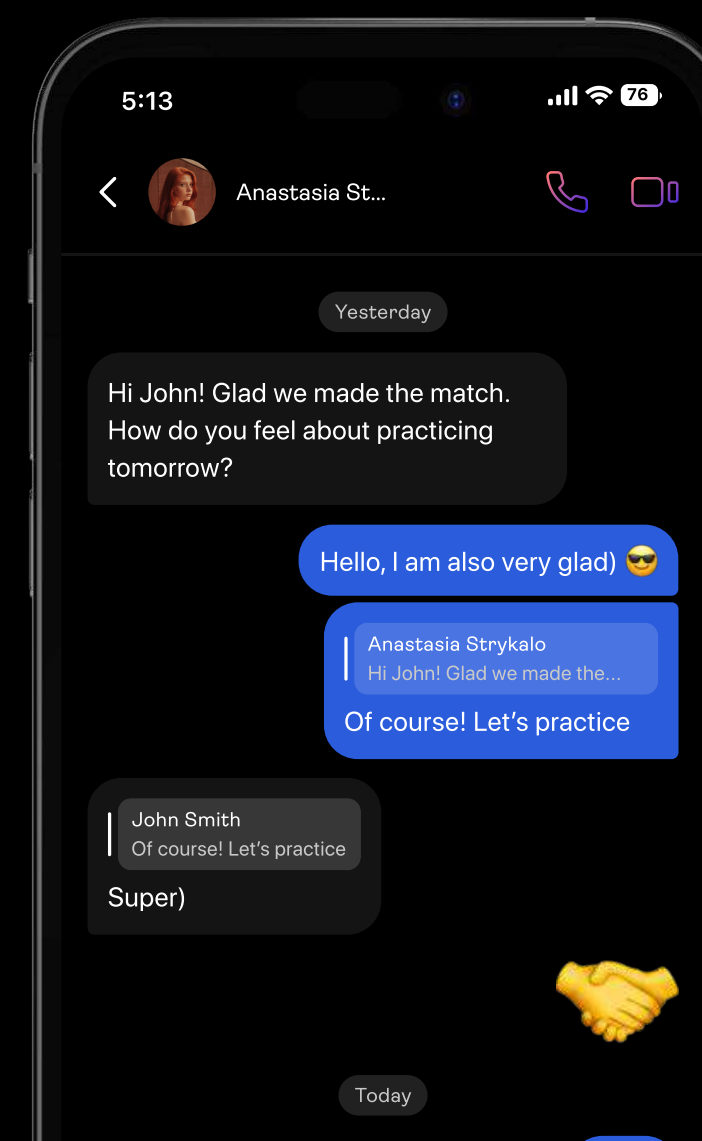 5:13
76
Anastasia St...
Yesterday
Hi John! Glad we made the match.
How do you feel about practicing
tomorrow?
Hello, I am also very glad) 😎
Anastasia Strykalo
Hi John! Glad we made the...
Of course! Let’s practice
John Smith
Of course! Let’s practice
Super)
🤝
Today